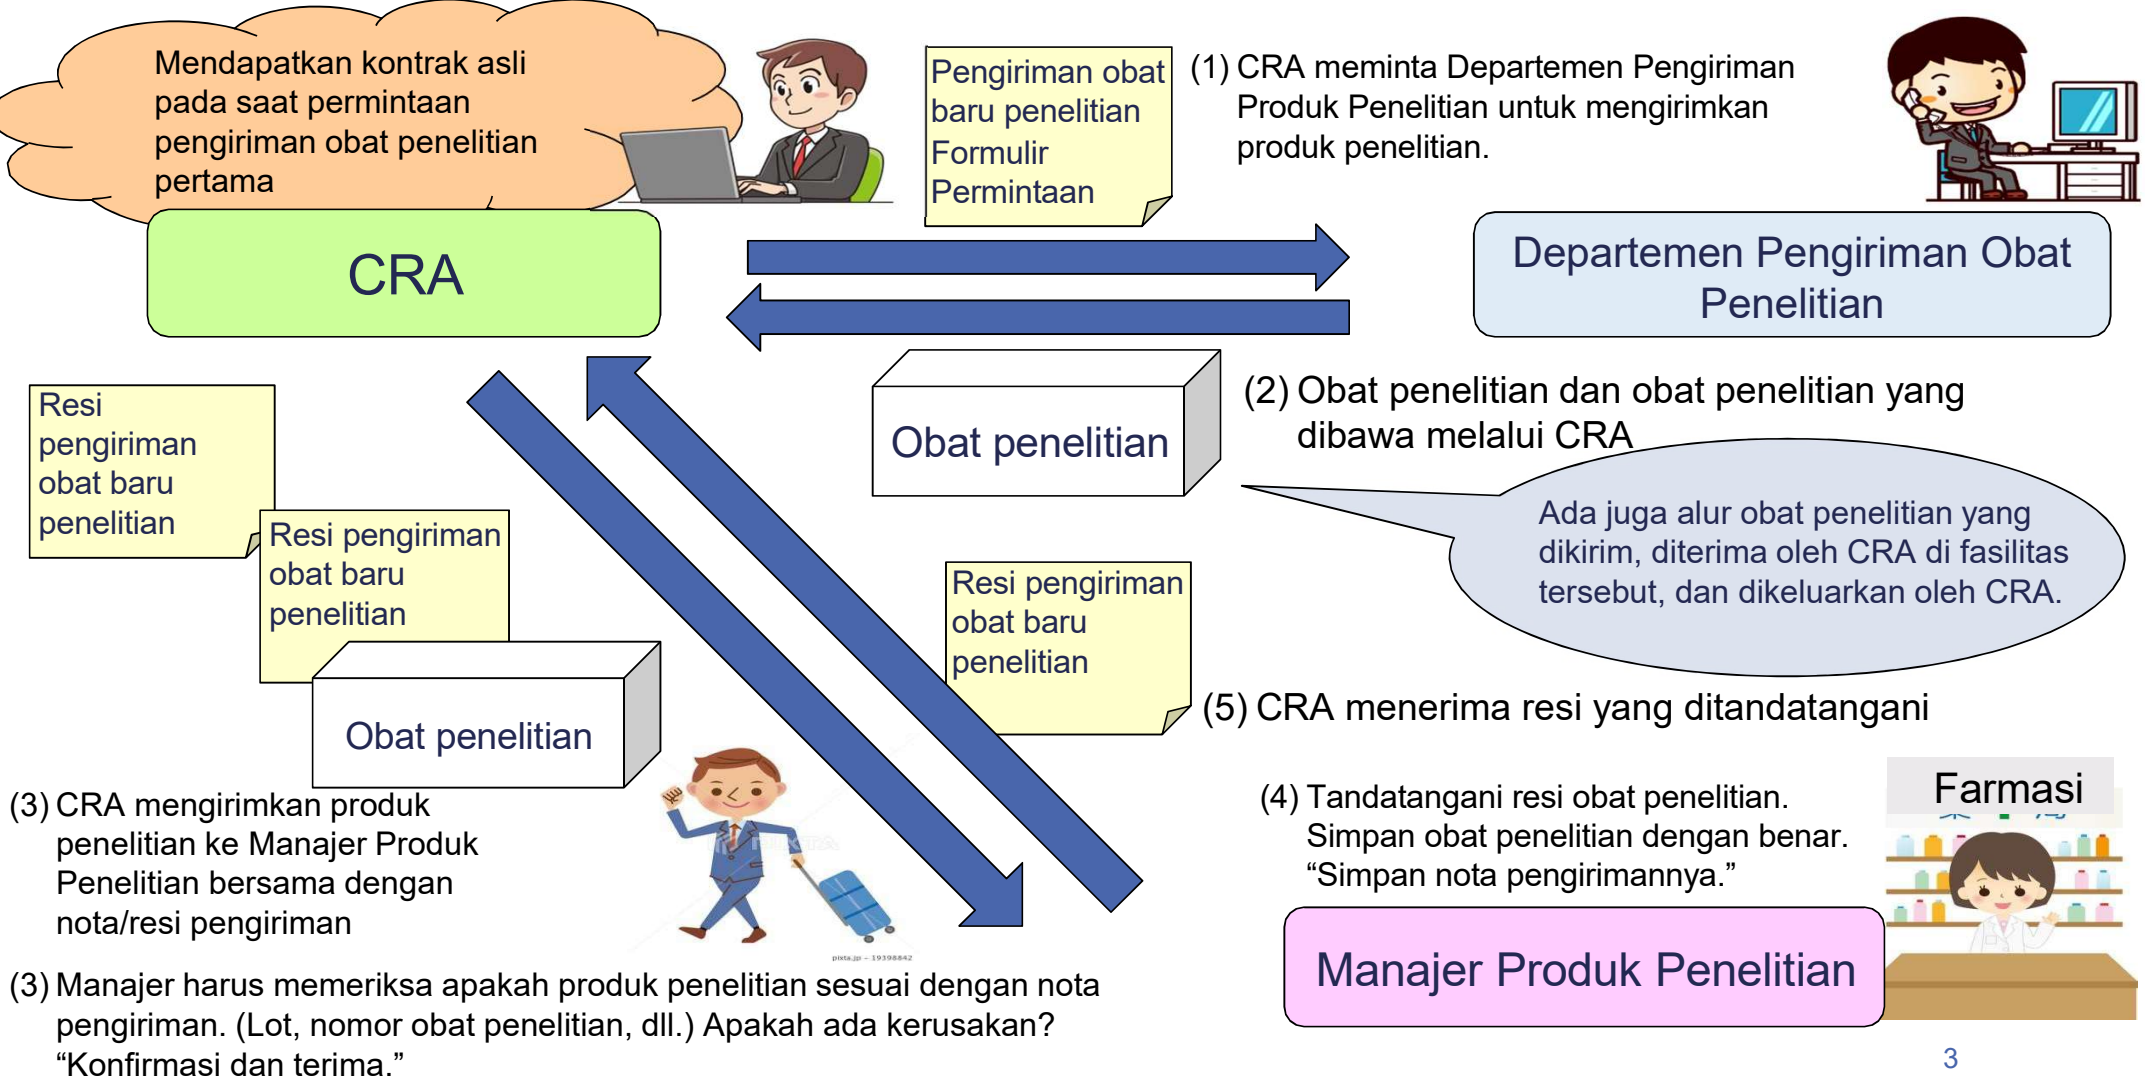 Mendapatkan kontrak asli
pada saat permintaan
pengiriman obat penelitian
pertama
CRA
Pengiriman obat
baru penelitian
Formulir
Permintaan
(1) CRA meminta Departemen Pengiriman
Produk Penelitian untuk mengirimkan
produk penelitian.
Departemen Pengiriman Obat
Penelitian
Obat penelitian
(2) Obat penelitian dan obat penelitian yang
dibawa melalui CRA
Ada juga alur obat penelitian yang
dikirim, diterima oleh CRA di fasilitas
tersebut, dan dikeluarkan oleh CRA.
Resi
pengiriman
obat baru
penelitian
Resi pengiriman
obat baru
penelitian
Obat penelitian
Resi pengiriman
obat baru
penelitian
(5) CRA menerima resi yang ditandatangani
(3) CRA mengirimkan produk
penelitian ke Manajer Produk
Penelitian bersama dengan
nota/resi pengiriman
pixta.jp – 19398842
(4) Tandatangani resi obat penelitian.
Simpan obat penelitian dengan benar.
“Simpan nota pengirimannya.”
Farmasi
Manajer Produk Penelitian
(3) Manajer harus memeriksa apakah produk penelitian sesuai dengan nota
pengiriman. (Lot, nomor obat penelitian, dll.) Apakah ada kerusakan?
“Konfirmasi dan terima.”
3